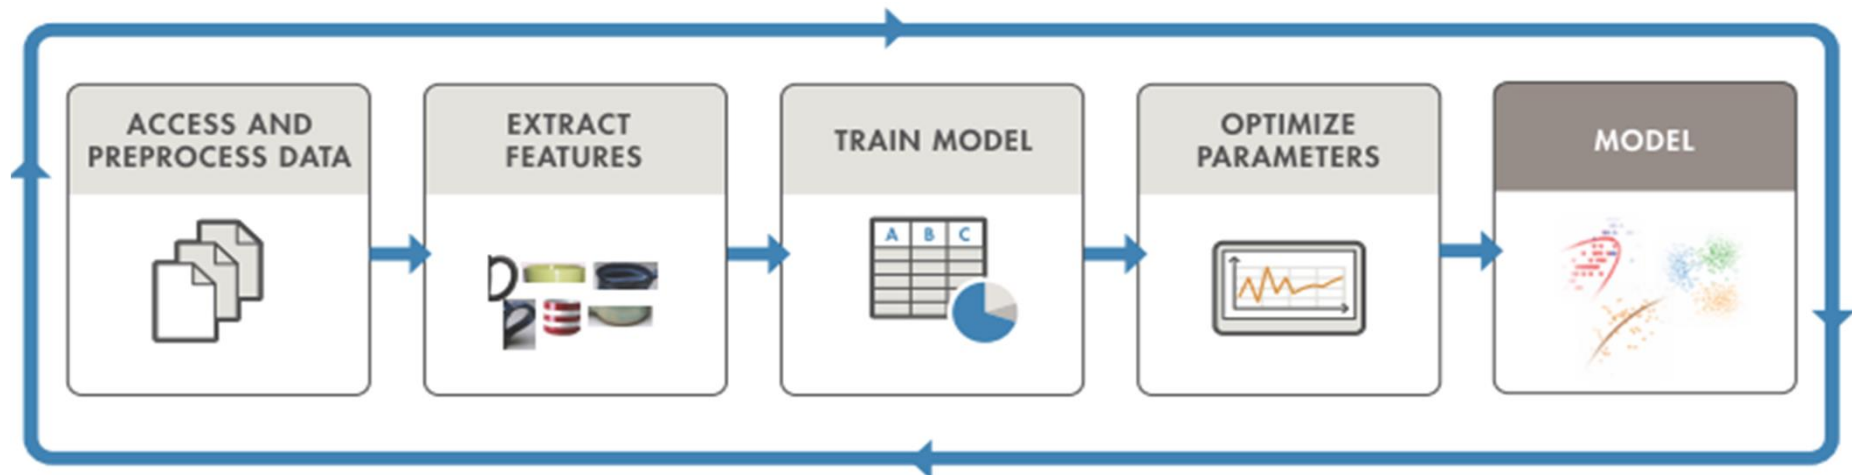 ACCESS AND
PREPROCESS DATA
EXTRACT
FEATURES
TRAIN MODEL
OPTIMIZE
PARAMETERS
MODEL
A B C